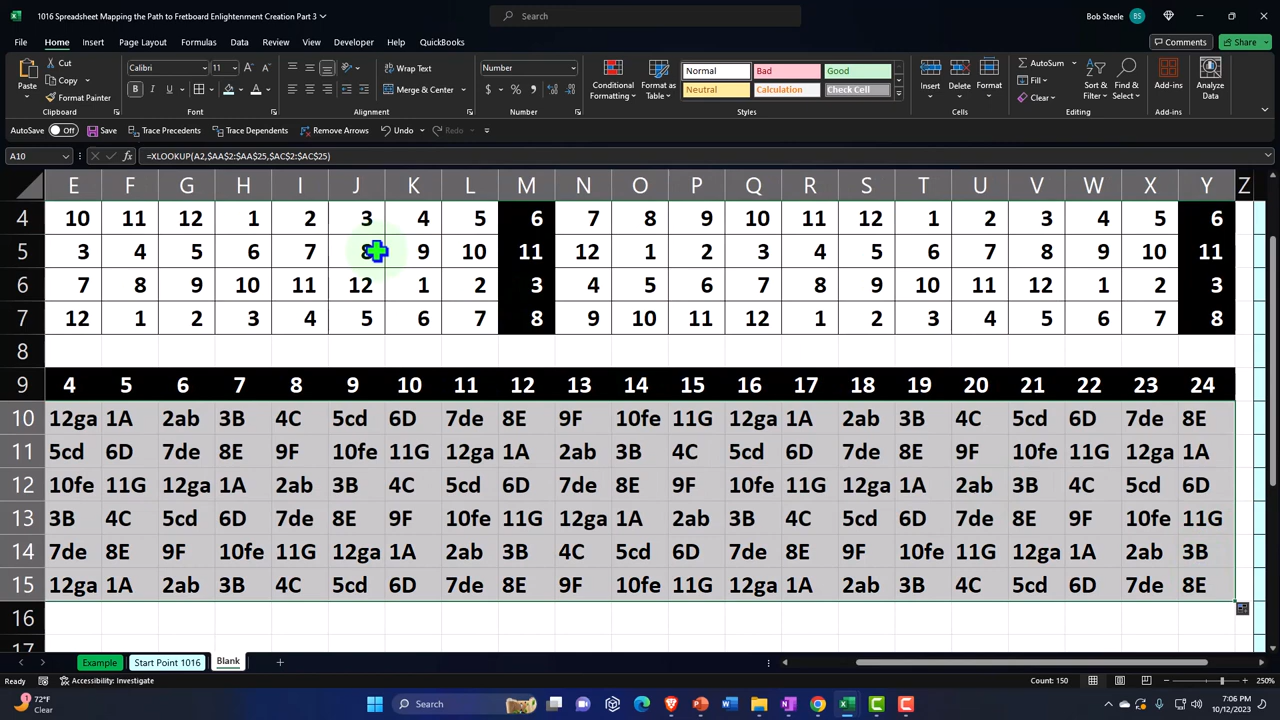 1016 Spreadsheet Mapping the Path to Fretboard Enlightenment Creation Part 3
Search
Bob Steele BS
File Home Insert Page Layout Formulas Data Review View Developer Help QuickBooks Comments Share
Paste Cut Copy Format Painter
Clipboard
Calibri 11
B I U
Font
Wrap Text
Merge & Center
Alignment
Number
$ % ,
Number
Conditional Formatting Format as Table
Normal Bad Good
Neutral Calculation Check Cell
Styles
Insert Delete Format
Cells
AutoSum
Fill
Clear
Sort & Filter Find & Select
Editing
Add-ins
Add-ins
Analyze Data
AutoSave Off Save Trace Precedents Trace Dependents Remove Arrows Undo Redo
A10 fx =XLOOKUP(A2,$AA$2:$AA$25,$AC$2:$AC$25)
E F G H I J K L M N O P Q R S T U V W X Y Z
4 10 11 12 1 2 3 4 5 6 7 8 9 10 11 12 1 2 3 4 5 6
5 3 4 5 6 7 8 9 10 11 12 1 2 3 4 5 6 7 8 9 10 11
6 7 8 9 10 11 12 1 2 3 4 5 6 7 8 9 10 11 12 1 2 3
7 12 1 2 3 4 5 6 7 8 9 10 11 12 1 2 3 4 5 6 7 8
8
9 4 5 6 7 8 9 10 11 12 13 14 15 16 17 18 19 20 21 22 23 24
10 12ga 1A 2ab 3B 4C 5cd 6D 7de 8E 9F 10fe 11G 12ga 1A 2ab 3B 4C 5cd 6D 7de 8E
11 5cd 6D 7de 8E 9F 10fe 11G 12ga 1A 2ab 3B 4C 5cd 6D 7de 8E 9F 10fe 11G 12ga 1A
12 10fe 11G 12ga 1A 2ab 3B 4C 5cd 6D 7de 8E 9F 10fe 11G 12ga 1A 2ab 3B 4C 5cd 6D
13 3B 4C 5cd 6D 7de 8E 9F 10fe 11G 12ga 1A 2ab 3B 4C 5cd 6D 7de 8E 9F 10fe 11G
14 7de 8E 9F 10fe 11G 12ga 1A 2ab 3B 4C 5cd 6D 7de 8E 9F 10fe 11G 12ga 1A 2ab 3B
15 12ga 1A 2ab 3B 4C 5cd 6D 7de 8E 9F 10fe 11G 12ga 1A 2ab 3B 4C 5cd 6D 7de 8E
16
17
Example Start Point 1016 Blank
Ready Accessibility: Investigate Count: 150 250%
1 72°F Clear
Search
7:06 PM
10/12/2023